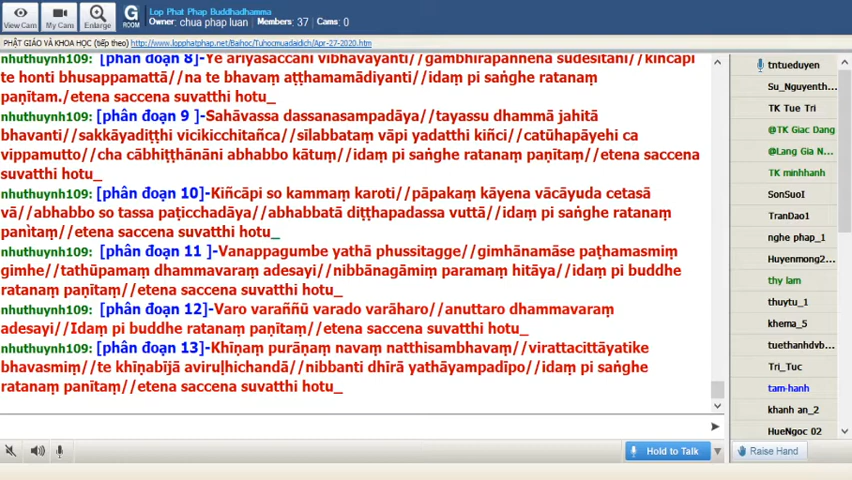 Lop Phat Phap Buddhadhamma
Owner: chua phap luan Members: 37 Cams: 0
View Cam
My Cam
Enlarge
G
ROOM
PHẬT GIÁO VÀ KHOA HỌC (tiếp theo) http://www.lopphatphap.net/Baihoc/Tuhocmuadaidich/Apr-27-2020.htm
nhuthuynh109: [phân đoạn 8]-Ye ariyasaccāni vibhāvayanti//gambhīrapaññena sudesitāni//kiñcāpi
te honti bhusappamattā//na te bhavaṃ aṭṭhamamādiyanti//idaṃ pi saṅghe ratanaṃ
paṇītam./etena saccena suvatthi hotu_
nhuthuynh109: [phân đoạn 9 ]-Sahāvassa dassanasampadāya//tayassu dhammā jahitā
bhavanti//sakkāyadiṭṭhi vicikicchitañca//sīlabbataṃ vāpi yadatthi kiñci//catūhapāyehi ca
vippamutto//cha cābhiṭṭhānāni abhabbo kātuṃ//idaṃ pi saṅghe ratanaṃ paṇītaṃ//etena saccena
suvatthi hotu_
nhuthuynh109: [phân đoạn 10]-Kiñcāpi so kammaṃ karoti//pāpakaṃ kāyena vācāyuda cetasā
vā//abhabbo so tassa paṭicchadāya//abhabbatā diṭṭhapadassa vuttā//idaṃ pi saṅghe ratanaṃ
paṇītaṃ//etena saccena suvatthi hotu_
nhuthuynh109: [phân đoạn 11 ]-Vanappagumbe yathā phussitagge//gimhānamāse paṭhamasmiṃ
gimhe//tathūpamaṃ dhammavaraṃ adesayi//nibbānagāmiṃ paramaṃ hitāya//idaṃ pi buddhe
ratanaṃ paṇītaṃ//etena saccena suvatthi hotu_
nhuthuynh109: [phân đoạn 12]-Varo varaññū varado varāharo//anuttaro dhammavaraṃ
adesayi//Idaṃ pi buddhe ratanaṃ paṇītaṃ//etena saccena suvatthi hotu_
nhuthuynh109: [phân đoạn 13]-Khīṇaṃ purāṇaṃ navaṃ natthisambhavaṃ//virattacittāyatike
bhavasmiṃ//te khīṇabījā aviruḷhichandā//nibbanti dhīrā yathāyampadīpo//idaṃ pi saṅghe
ratanaṃ paṇītaṃ//etena saccena suvatthi hotu_
tntueduyen
Su_Nguyenth...
TK Tue Tri
@TK Giac Dang
@Lang Gia N...
TK minhhanh
SonSuoI
TranDao1
nghe phap_1
Huyenmong2...
thy lam
thuytu_1
khema_5
tuethanhdvb...
Tri_Tuc
tam-hanh
khanh an_2
HueNgoc 02
Hold to Talk
Raise Hand